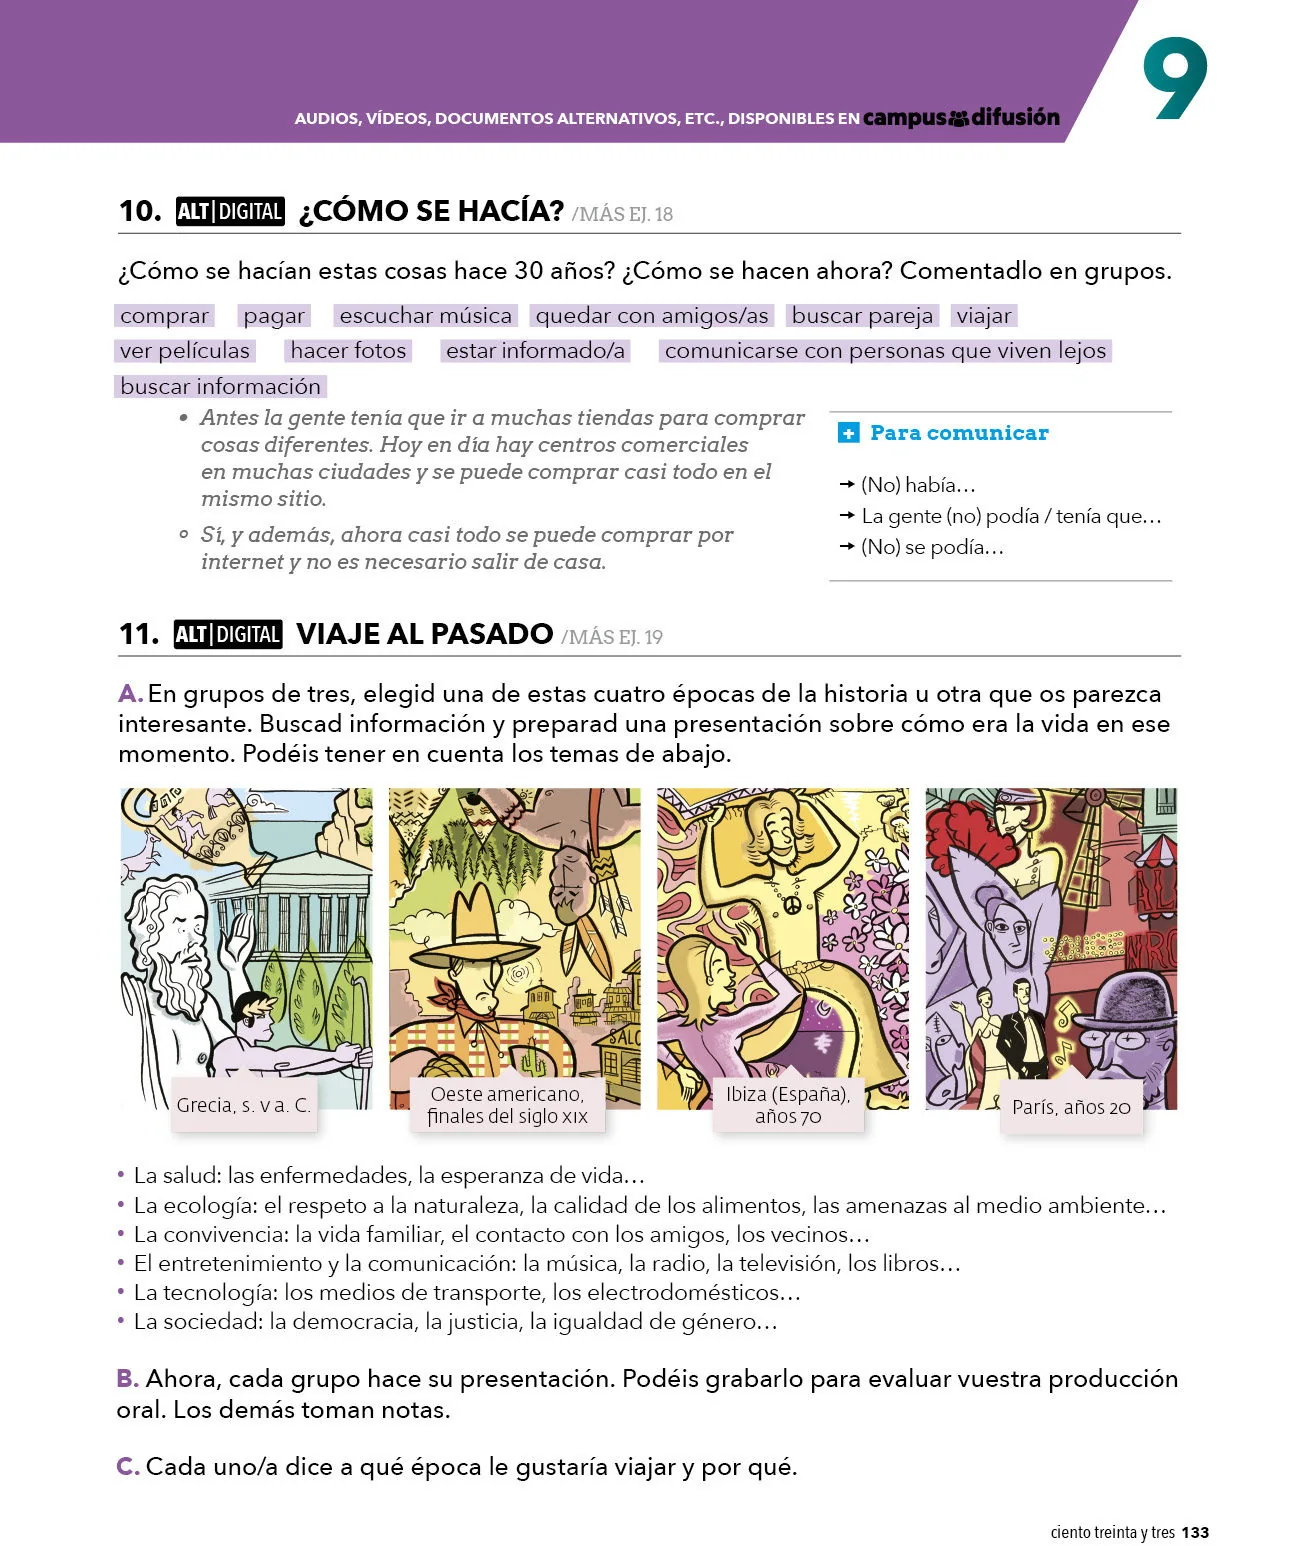 9
AUDIOS, VÍDEOS, DOCUMENTOS ALTERNATIVOS, ETC., DISPONIBLES EN campus difusión
10. ALT|DIGITAL ¿CÓMO SE HACÍA? /MÁS EJ. 18
¿Cómo se hacían estas cosas hace 30 años? ¿Cómo se hacen ahora? Comentadlo en grupos.
comprar pagar escuchar música quedar con amigos/as buscar pareja viajar
ver películas hacer fotos estar informado/a comunicarse con personas que viven lejos
buscar información
• Antes la gente tenía que ir a muchas tiendas para comprar
cosas diferentes. Hoy en día hay centros comerciales
en muchas ciudades y se puede comprar casi todo en el
mismo sitio.
○ Sí, y además, ahora casi todo se puede comprar por
internet y no es necesario salir de casa.
+ Para comunicar
→ (No) había…
→ La gente (no) podía / tenía que…
→ (No) se podía…
11. ALT|DIGITAL VIAJE AL PASADO /MÁS EJ. 19
A. En grupos de tres, elegid una de estas cuatro épocas de la historia u otra que os parezca
interesante. Buscad información y preparad una presentación sobre cómo era la vida en ese
momento. Podéis tener en cuenta los temas de abajo.
SALO
Grecia, s. V a. C.
Oeste americano,
finales del siglo XIX
Ibiza (España),
años 70
París, años 20
• La salud: las enfermedades, la esperanza de vida…
• La ecología: el respeto a la naturaleza, la calidad de los alimentos, las amenazas al medio ambiente…
• La convivencia: la vida familiar, el contacto con los amigos, los vecinos…
• El entretenimiento y la comunicación: la música, la radio, la televisión, los libros…
• La tecnología: los medios de transporte, los electrodomésticos…
• La sociedad: la democracia, la justicia, la igualdad de género…
B. Ahora, cada grupo hace su presentación. Podéis grabarlo para evaluar vuestra producción
oral. Los demás toman notas.
C. Cada uno/a dice a qué época le gustaría viajar y por qué.
ciento treinta y tres 133